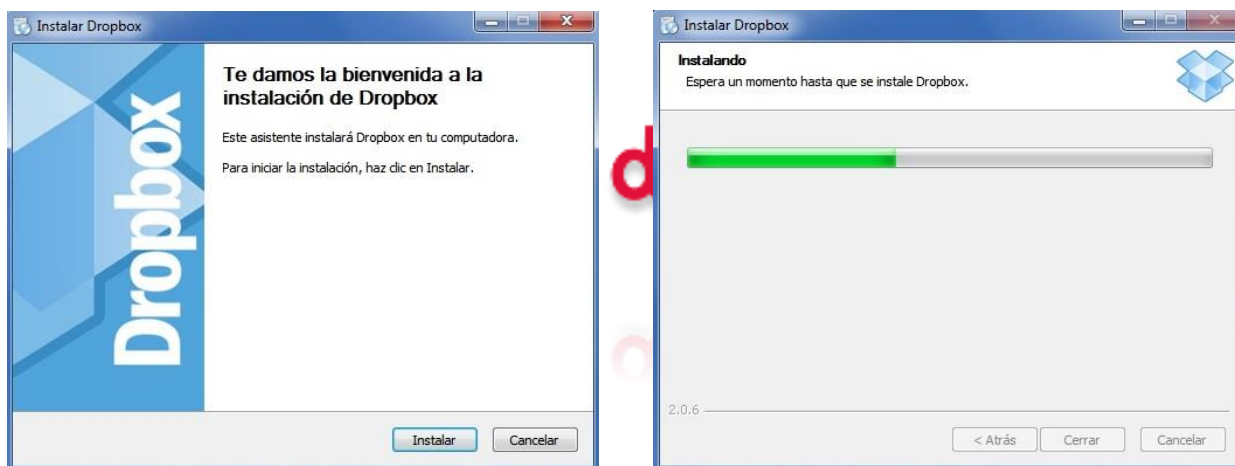 Instalar Dropbox
Dropbox
Te damos la bienvenida a la
instalación de Dropbox
Este asistente instalará Dropbox en tu computadora.
Para iniciar la instalación, haz clic en Instalar.
Instalar
Cancelar
d
Instalar Dropbox
Instalando
Espera un momento hasta que se instale Dropbox.
2.0.6
< Atrás
Cerrar
Cancelar